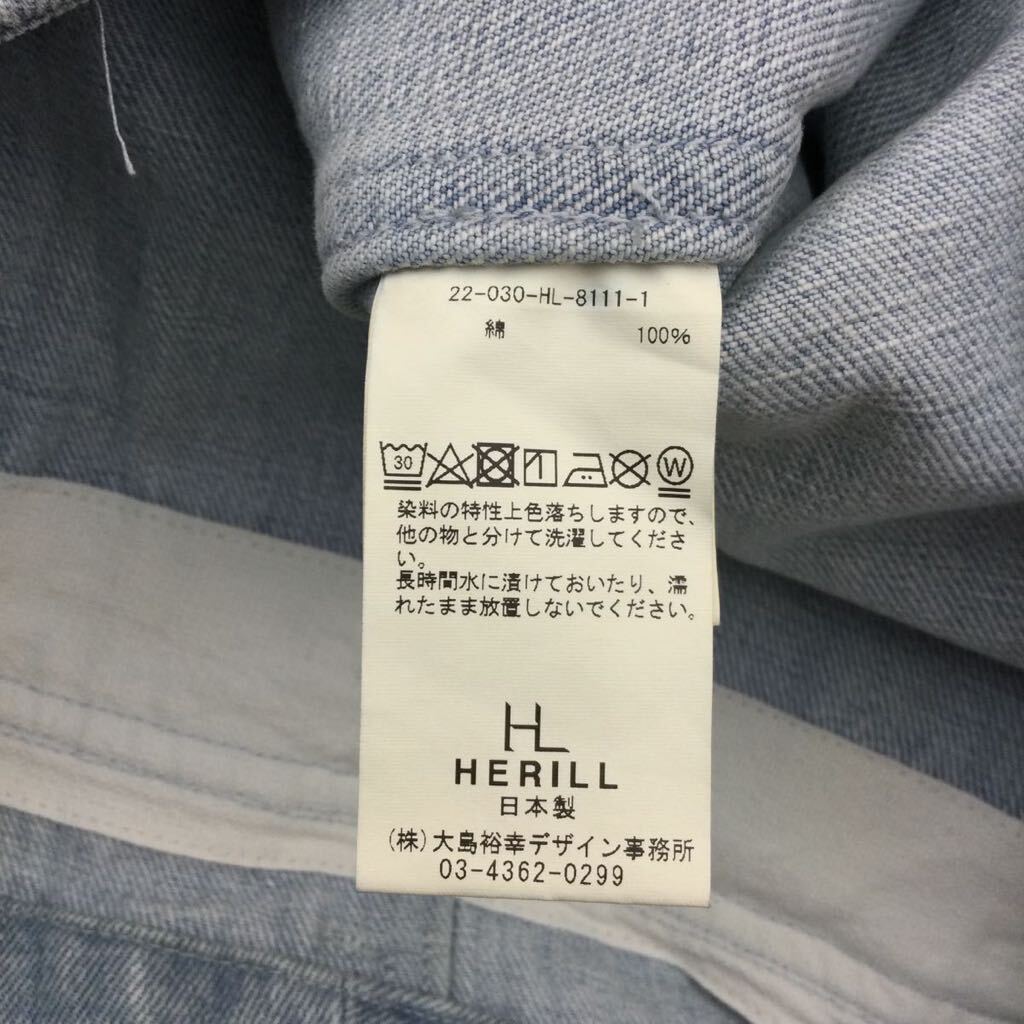 22-030-HL-8111-1
綿 100%
30 W
染料の特性上色落ちしますので、
他の物と分けて洗濯してくださ
い。
長時間水に漬けておいたり、濡
れたまま放置しないでください。
HL
HERILL
日本製
(株)大島裕幸デザイン事務所
03-4362-0299